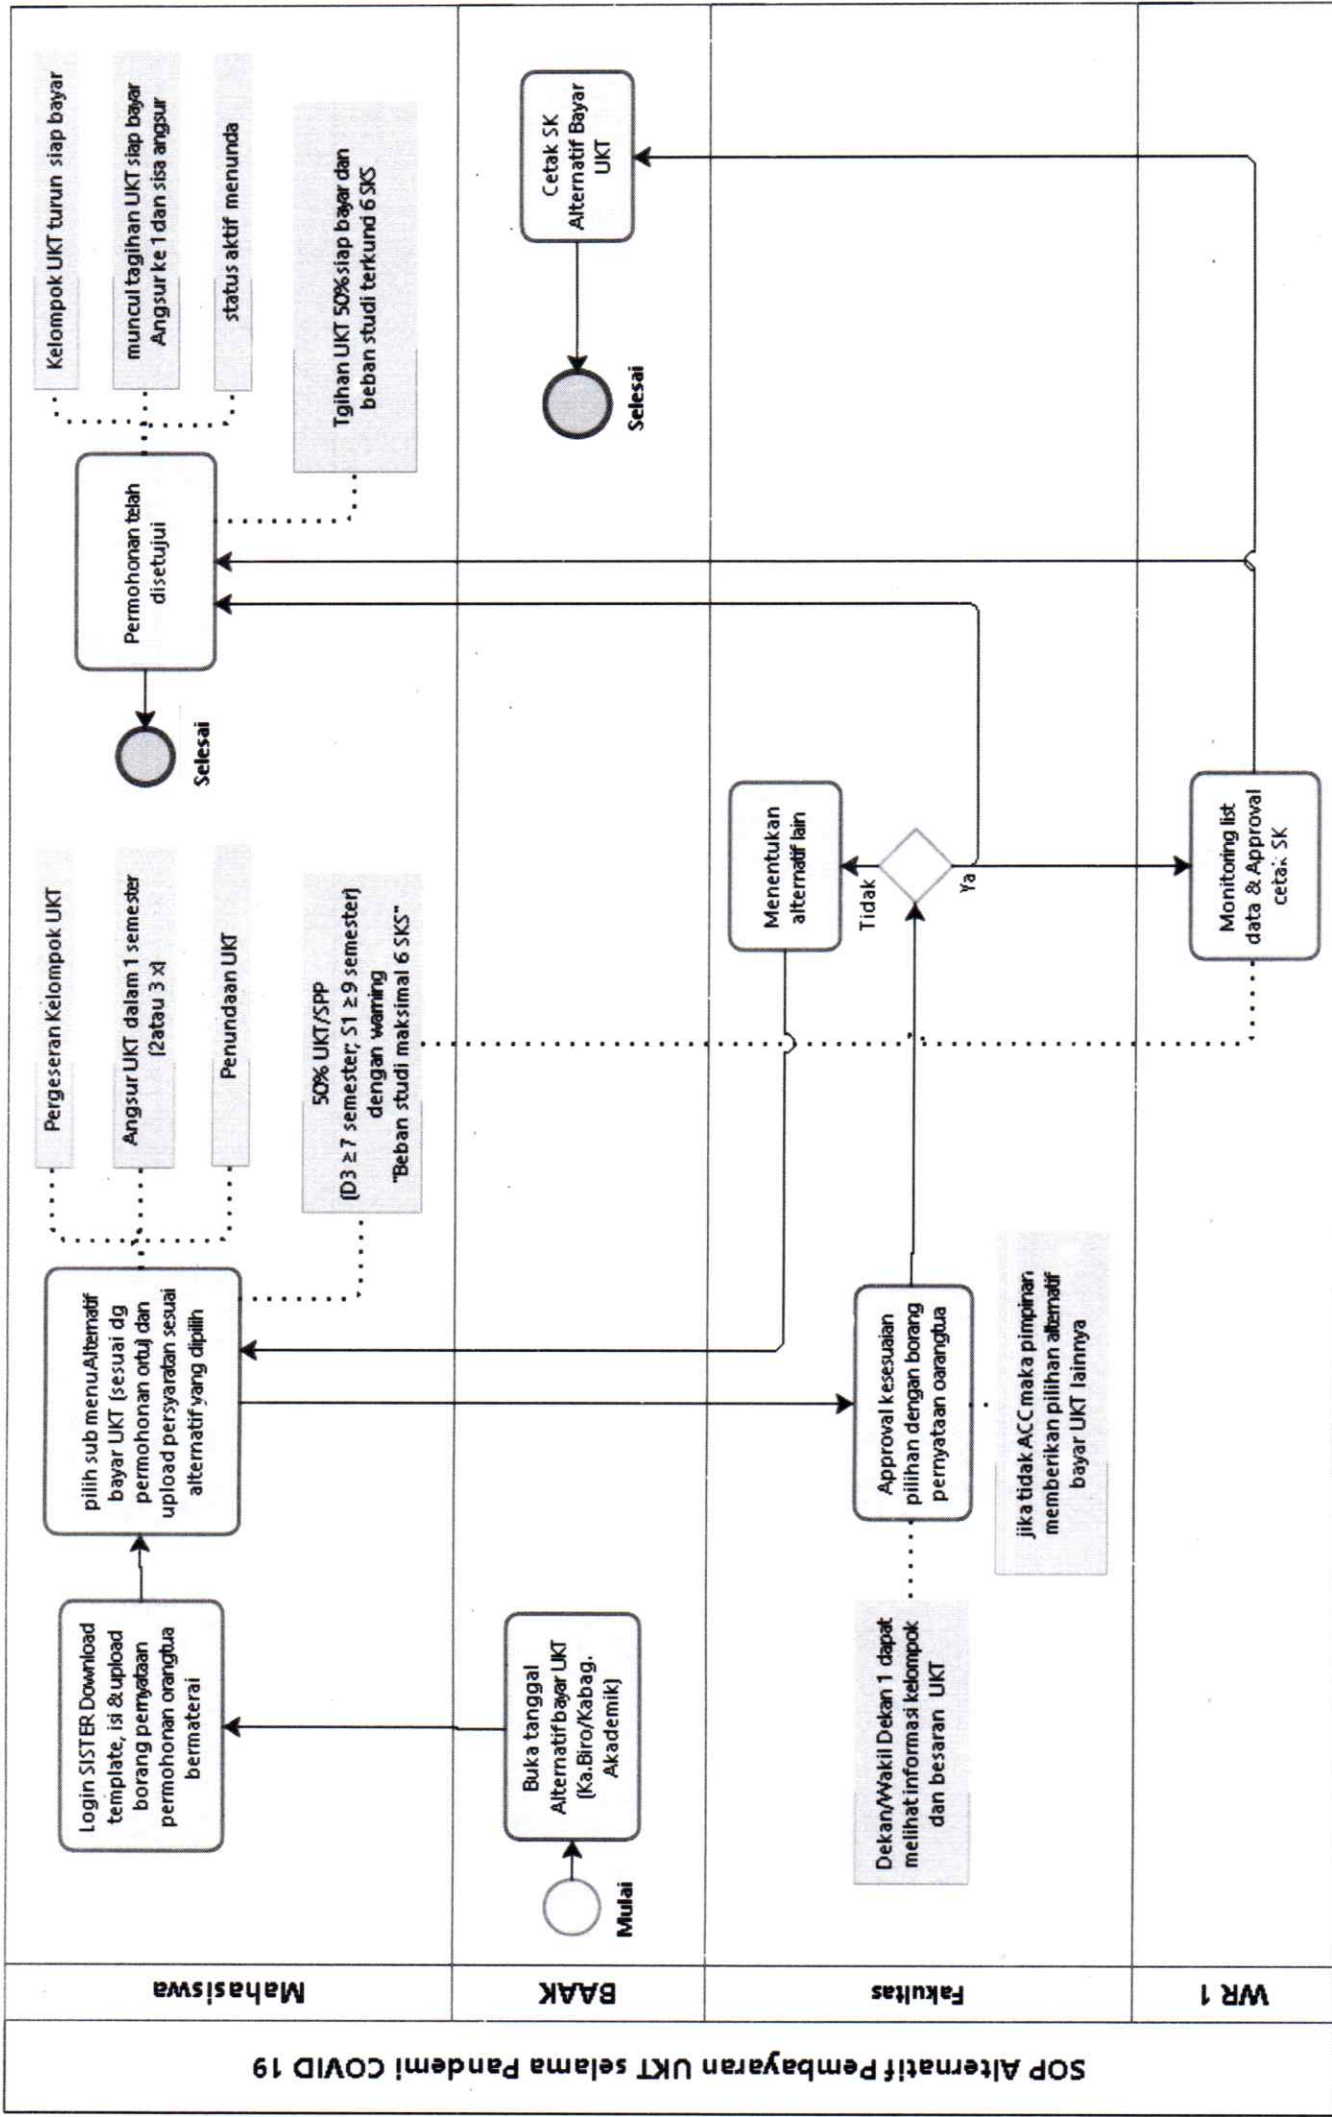 SOP Alternatif Pembayaran UKT selama Pandemi COVID 19
Mahasiswa
Login SISTER Download
template, isi & upload
borang pernyataan
permohonan orangtua
bermaterai
pilih sub menu Alternatif
bayar UKT (sesuai dg
permohonan ortu) dan
upload persyaratan sesuai
alternatif yang dipilih
Pergeseran Kelompok UKT
Angsur UKT dalam 1 semester
(2 atau 3 x)
Penundaan UKT
50% UKT/SPP
(D3 ≥ 7 semester; S1 ≥ 9 semester)
dengan warning
"Beban studi maksimal 6 SKS"
Selesai
Permohonan telah
disetujui
Kelompok UKT turun siap bayar
muncul tagihan UKT siap bayar
Angsur ke 1 dan sisa angsur
status aktif menunda
Tgihan UKT 50% siap bayar dan
beban studi terkund 6 SKS
BAAK
Mulai
Buka tanggal
Alternatif bayar UKT
(Ka.Biro/Kabag.
Akademik)
Selesai
Cetak SK
Alternatif Bayar
UKT
Fakultas
Dekan/Wakil Dekan 1 dapat
melihat informasi kelompok
dan besaran UKT
Approval kesesuaian
pilihan dengan borang
pernyataan oarangtua
jika tidak ACC maka pimpinan
memberikan pilihan alternatif
bayar UKT lainnya
Menentukan
alternatif lain
Tidak
Ya
WR 1
Monitoring list
data & Approval
cetak SK